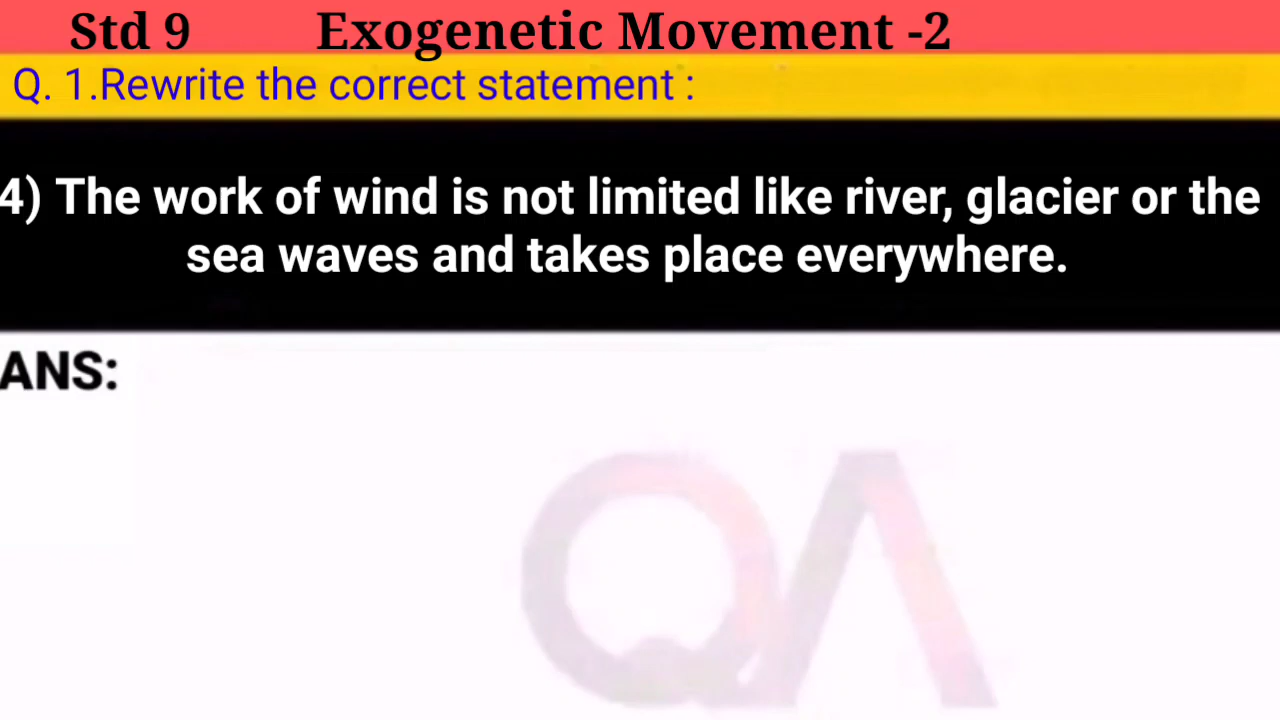 Std 9 Exogenetic Movement -2
Q. 1.Rewrite the correct statement :
4) The work of wind is not limited like river, glacier or the
sea waves and takes place everywhere.
ANS:
QA